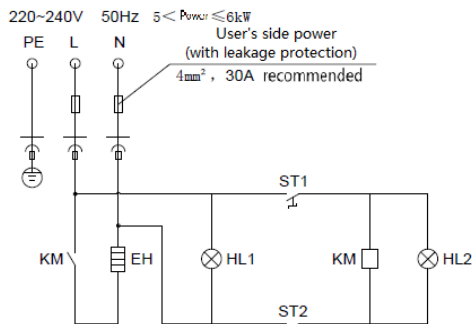 220~240V 50Hz 5＜Power≤6kW
PE L N
User's side power
(with leakage protection)
4mm², 30A recommended
ST1
KM EH HL1 KM HL2
ST2